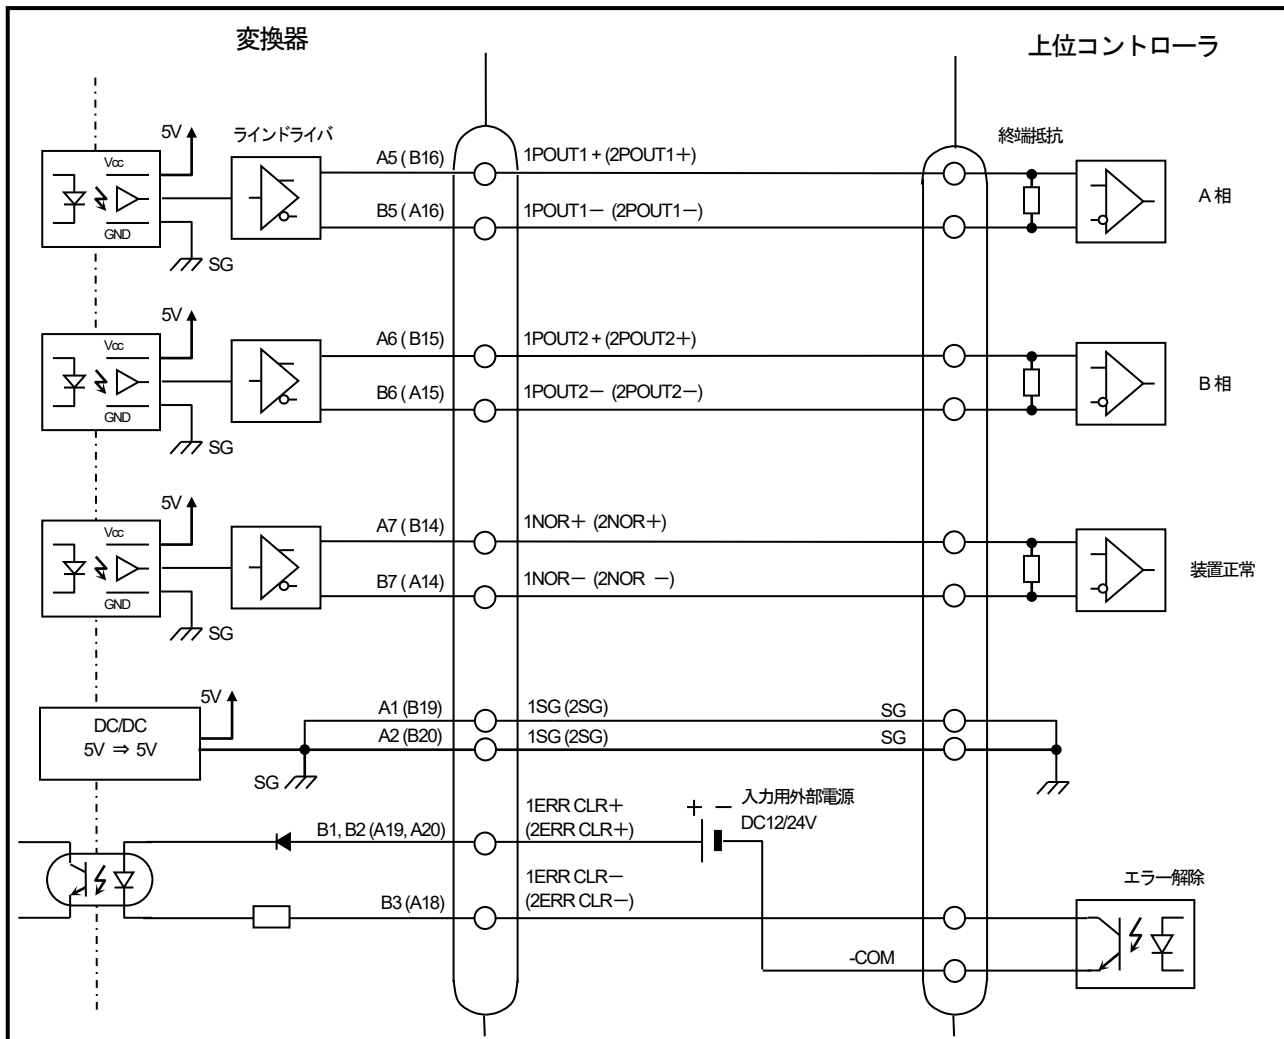 変換器
上位コントローラ
5V
ラインドライバ
終端抵抗
Vcc
GND
SG
A5 (B16)
1POUT1+ (2POUT1+)
B5 (A16)
1POUT1− (2POUT1−)
A相
5V
Vcc
GND
SG
A6 (B15)
1POUT2+ (2POUT2+)
B6 (A15)
1POUT2− (2POUT2−)
B相
5V
Vcc
GND
SG
A7 (B14)
1NOR+ (2NOR+)
B7 (A14)
1NOR− (2NOR −)
装置正常
5V
DC/DC
5V ⇒ 5V
SG
A1 (B19)
1SG (2SG)
SG
A2 (B20)
1SG (2SG)
SG
B1, B2 (A19, A20)
1ERR CLR+
(2ERR CLR+)
+ −
入力用外部電源
DC12/24V
B3 (A18)
1ERR CLR−
(2ERR CLR−)
-COM
エラー解除